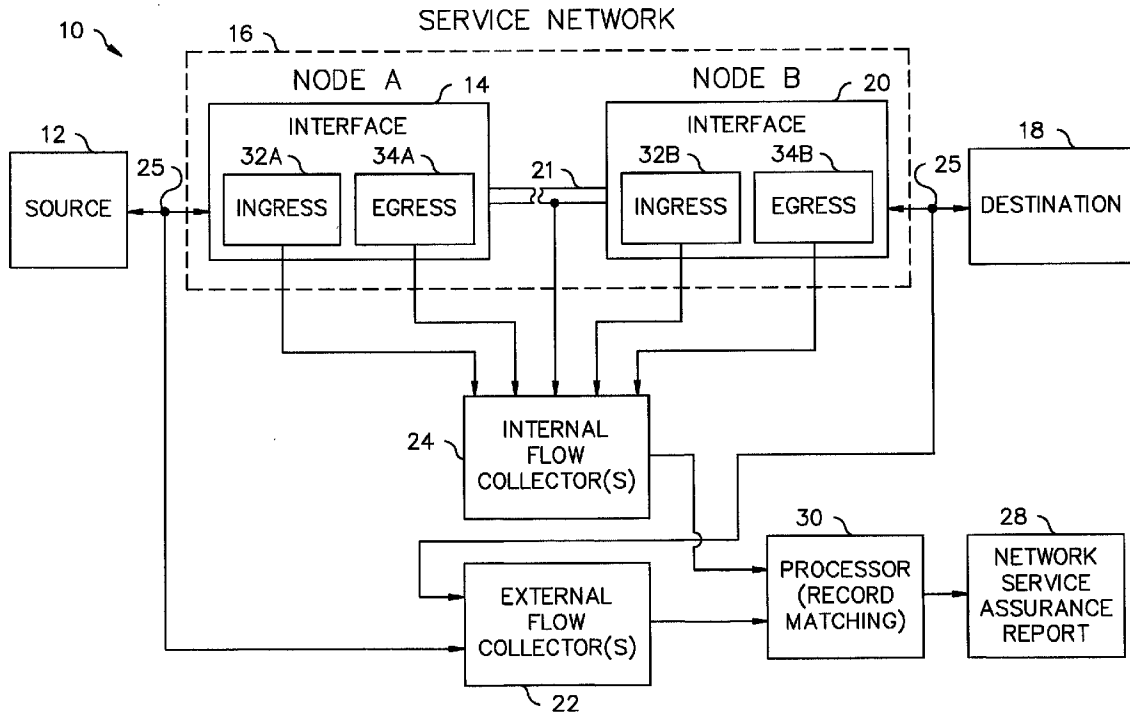 SERVICE NETWORK
10
16
NODE A
NODE B
14
20
12
INTERFACE
INTERFACE
18
32A
34A
21
32B
34B
25
25
SOURCE
INGRESS
EGRESS
INGRESS
EGRESS
DESTINATION
24
INTERNAL
FLOW
COLLECTOR(S)
30
28
EXTERNAL
FLOW
COLLECTOR(S)
22
PROCESSOR
(RECORD
MATCHING)
NETWORK
SERVICE
ASSURANCE
REPORT